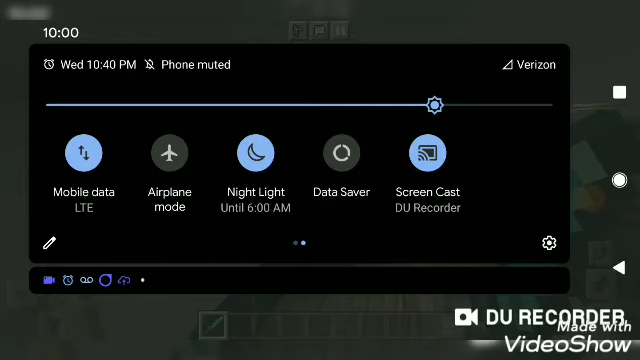 10:00
Wed 10:40 PM Phone muted Verizon
Mobile data
LTE
Airplane
mode
Night Light
Until 6:00 AM
Data Saver
Screen Cast
DU Recorder
DU RECORDER
Made with
VideoShow